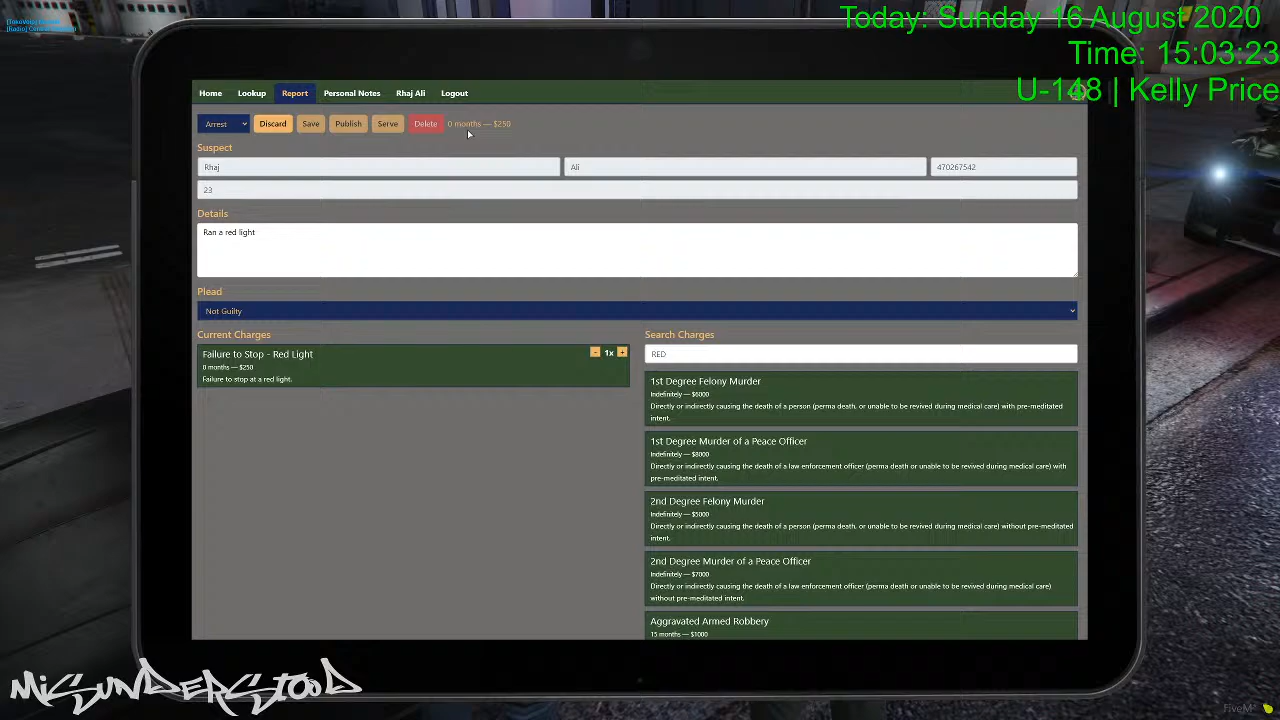 Today: Sunday 16 August 2020
Time: 15:03:23
U-148 | Kelly Price
Home Lookup Report Personal Notes Rhaj Ali Logout
Arrest Discard Save Publish Serve Delete 0 months — $250
Suspect
Rhaj Ali 470267542
23
Details
Ran a red light
Plead
Not Guilty
Current Charges
Failure to Stop - Red Light - 1x +
0 months — $250
Failure to stop at a red light.
Search Charges
RED
1st Degree Felony Murder
Indefinitely — $6000
Directly or indirectly causing the death of a person (perma death, or unable to be revived during medical care) with pre-meditated
intent.
1st Degree Murder of a Peace Officer
Indefinitely — $8000
Directly or indirectly causing the death of a law enforcement officer (perma death or unable to be revived during medical care) with
pre-meditated intent.
2nd Degree Felony Murder
Indefinitely — $5000
Directly or indirectly causing the death of a person (perma death, or unable to be revived during medical care) without pre-meditated
intent.
2nd Degree Murder of a Peace Officer
Indefinitely — $7000
Directly or indirectly causing the death of a law enforcement officer (perma death or unable to be revived during medical care)
without pre-meditated intent.
Aggravated Armed Robbery
15 months — $1000
MiSUNDERSTOOD
FiveM